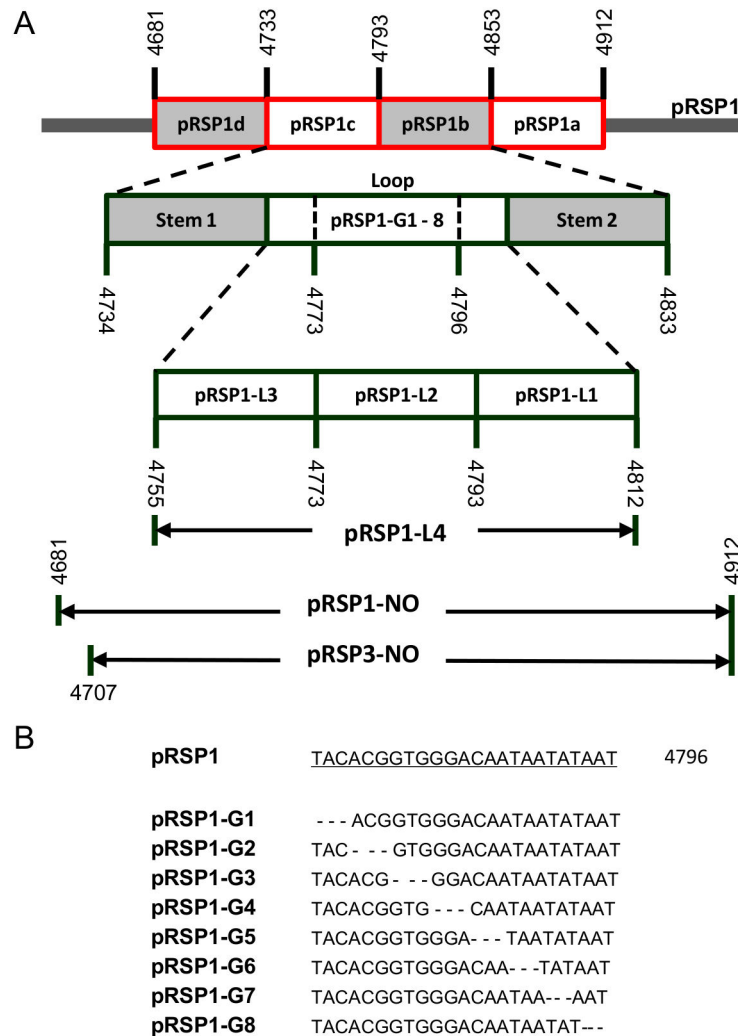 A
4681 4733 4793 4853 4912
pRSP1
pRSP1d pRSP1c pRSP1b pRSP1a
Loop
Stem 1 pRSP1-G1 - 8 Stem 2
4734 4773 4796 4833
pRSP1-L3 pRSP1-L2 pRSP1-L1
4755 4773 4793 4812
pRSP1-L4
4681 4912
pRSP1-NO
pRSP3-NO
4707
B
pRSP1 TACACGGTGGGACAATAATATAAT 4796
pRSP1-G1 - - - ACGGTGGGACAATAATATAAT
pRSP1-G2 TAC- - - GTGGGACAATAATATAAT
pRSP1-G3 TACACG- - -GGACAATAATATAAT
pRSP1-G4 TACACGGTG- - - CAATAATATAAT
pRSP1-G5 TACACGGTGGGA- - - TAATATAAT
pRSP1-G6 TACACGGTGGGACAA---TATAAT
pRSP1-G7 TACACGGTGGGACAATAA---AAT
pRSP1-G8 TACACGGTGGGACAATAATAT---